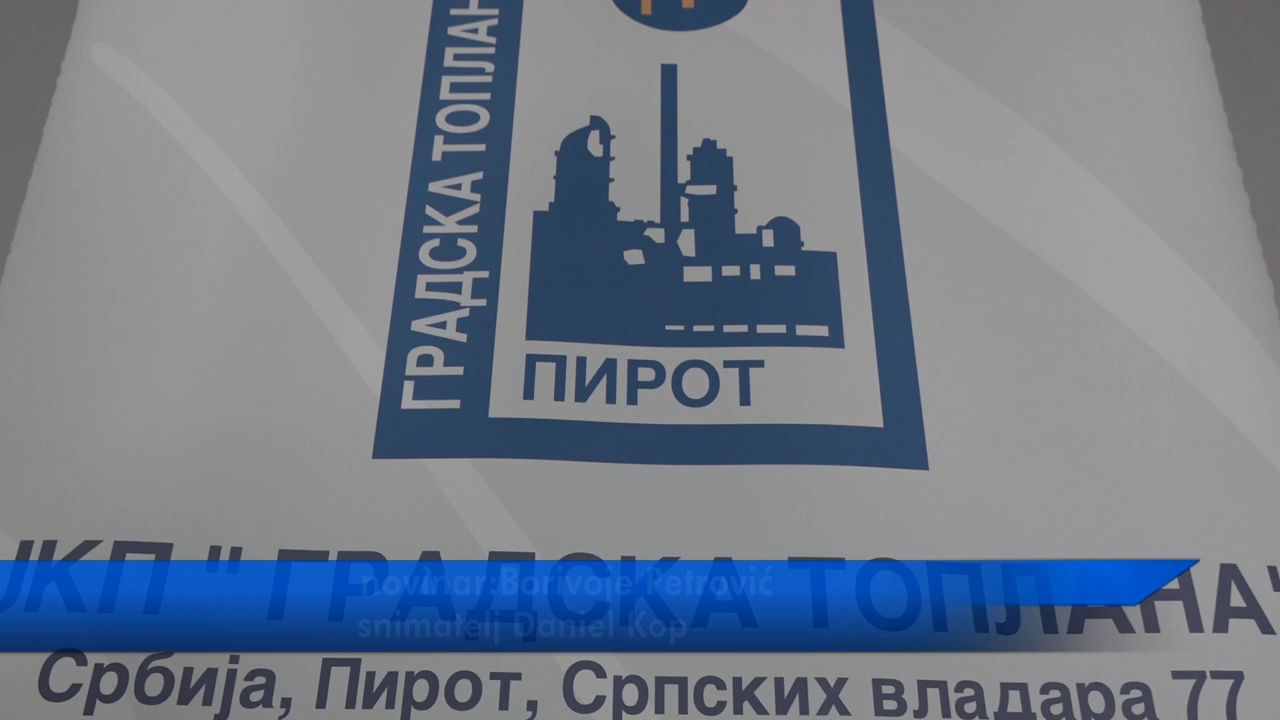 ГРАДСКА ТОПЛАН
ПИРОТ
ЈКП " ГРАДСКА ТОПЛАНА"
novinar:Borivoje Petrović
snimatelj Daniel Kop
Србија, Пирот, Српских владара 77